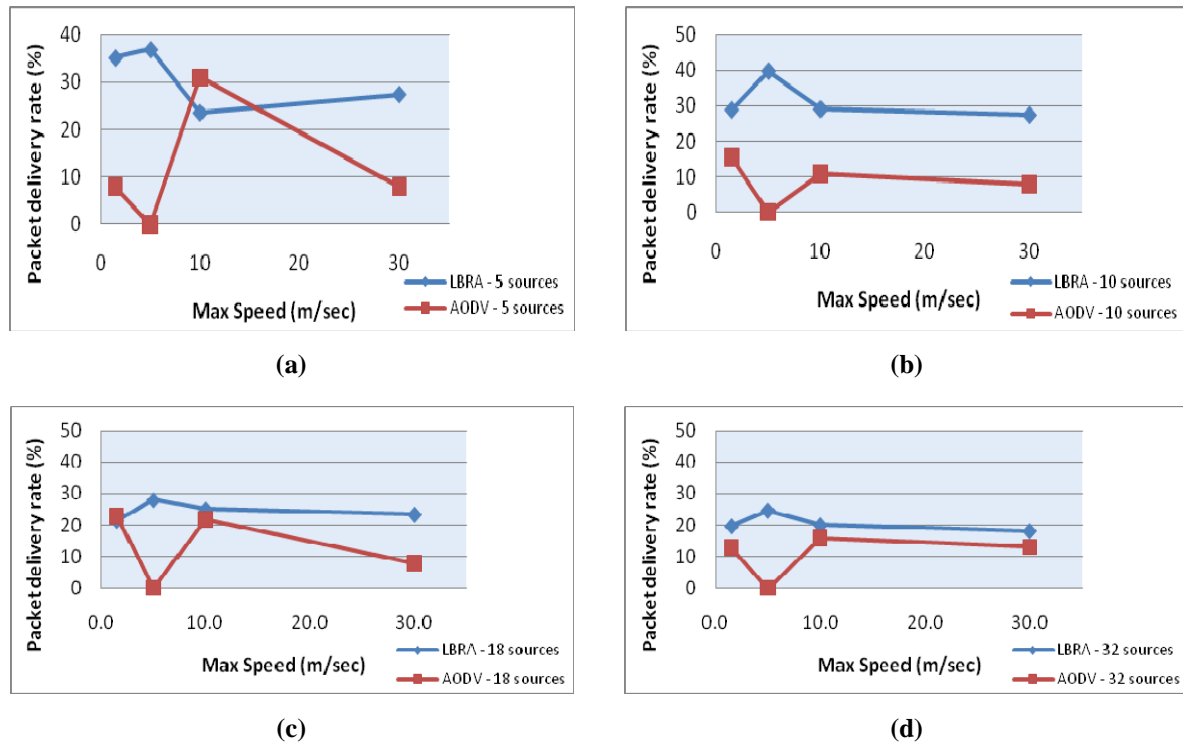 Packet delivery rate (%)
40
30
20
10
0
0 10 20 30
Max Speed (m/sec)
LBRA - 5 sources
AODV - 5 sources
(a)
Packet delivery rate (%)
50
40
30
20
10
0
0 10 20 30
Max Speed (m/sec)
LBRA - 10 sources
AODV - 10 sources
(b)
Packet delivery rate (%)
50
40
30
20
10
0
0.0 10.0 20.0 30.0
Max Speed (m/sec)
LBRA - 18 sources
AODV - 18 sources
(c)
Packet delivery rate (%)
50
40
30
20
10
0
0.0 10.0 20.0 30.0
Max Speed (m/sec)
LBRA - 32 sources
AODV - 32 sources
(d)